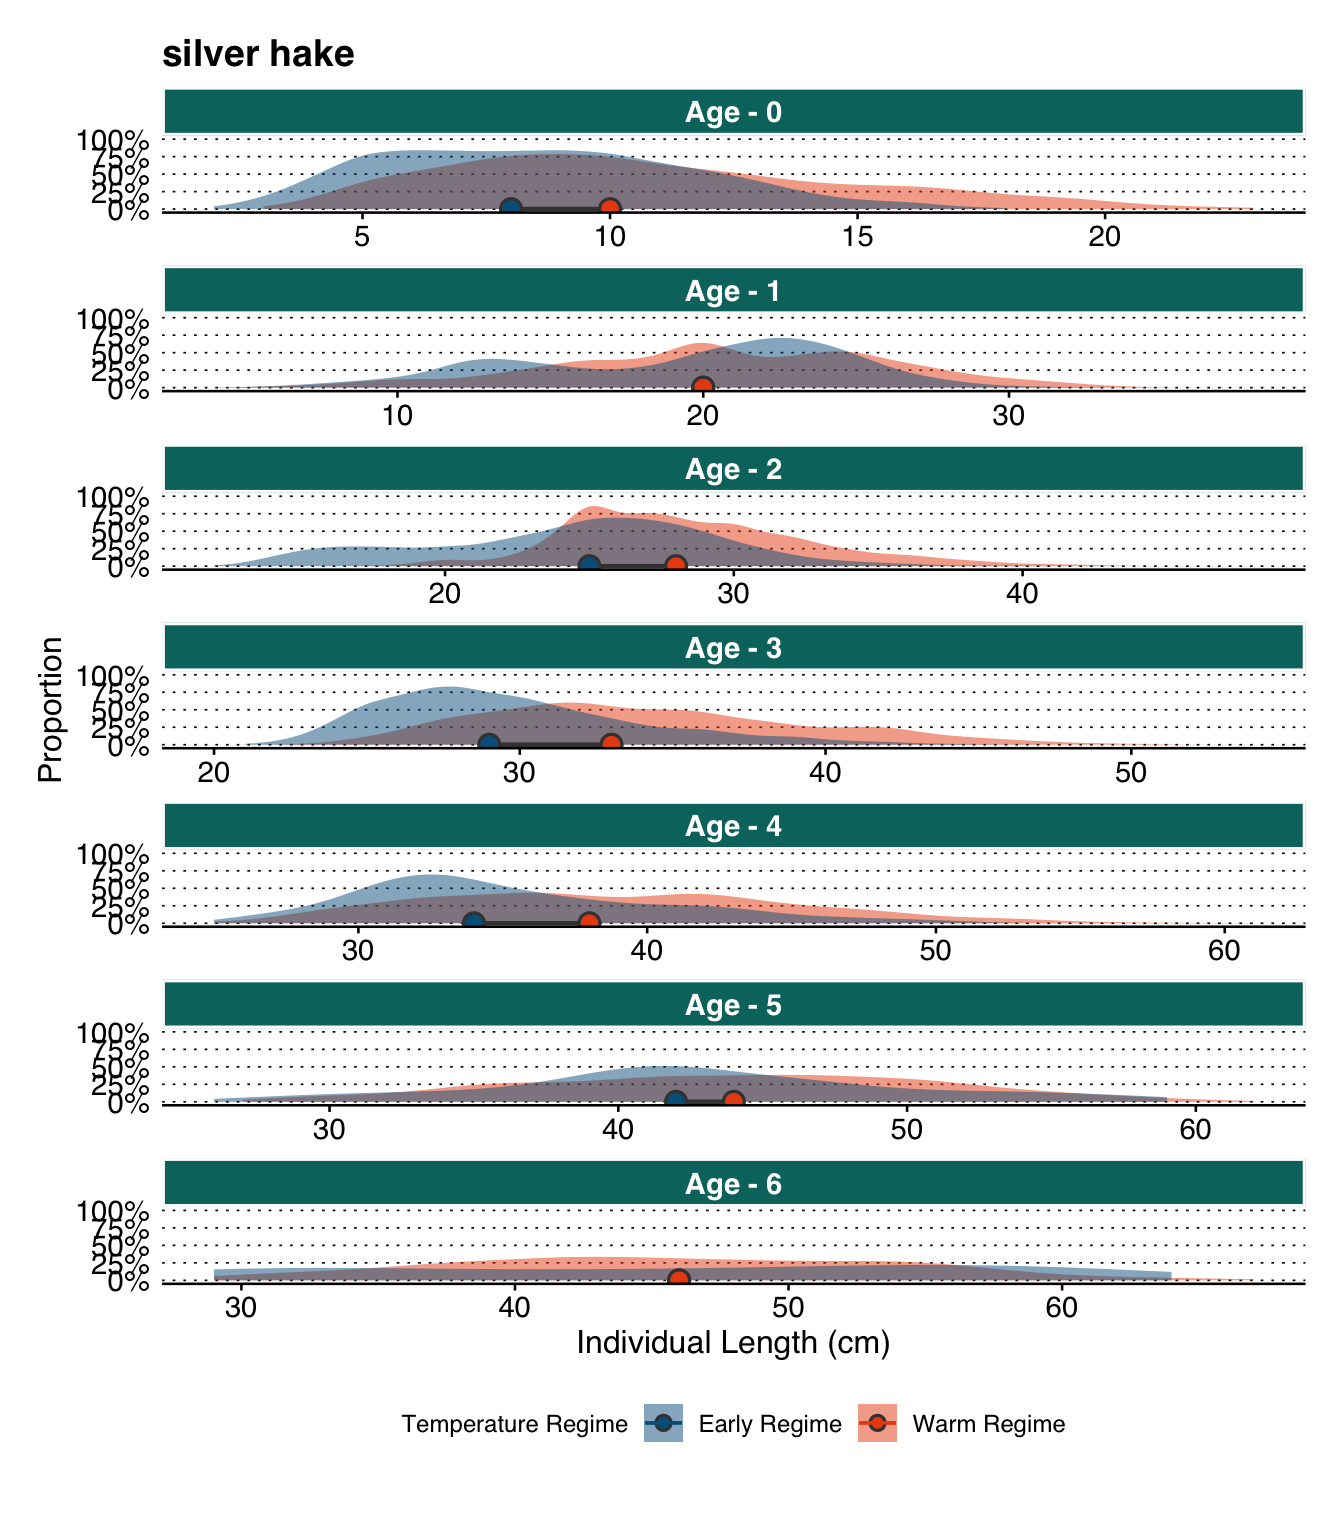 silver hake
Age - 0
100%
75%
50%
25%
0%
5 10 15 20
Age - 1
100%
75%
50%
25%
0%
10 20 30
Age - 2
100%
75%
50%
25%
0%
20 30 40
Proportion
Age - 3
100%
75%
50%
25%
0%
20 30 40 50
Age - 4
100%
75%
50%
25%
0%
30 40 50 60
Age - 5
100%
75%
50%
25%
0%
30 40 50 60
Age - 6
100%
75%
50%
25%
0%
30 40 50 60
Individual Length (cm)
Temperature Regime Early Regime Warm Regime